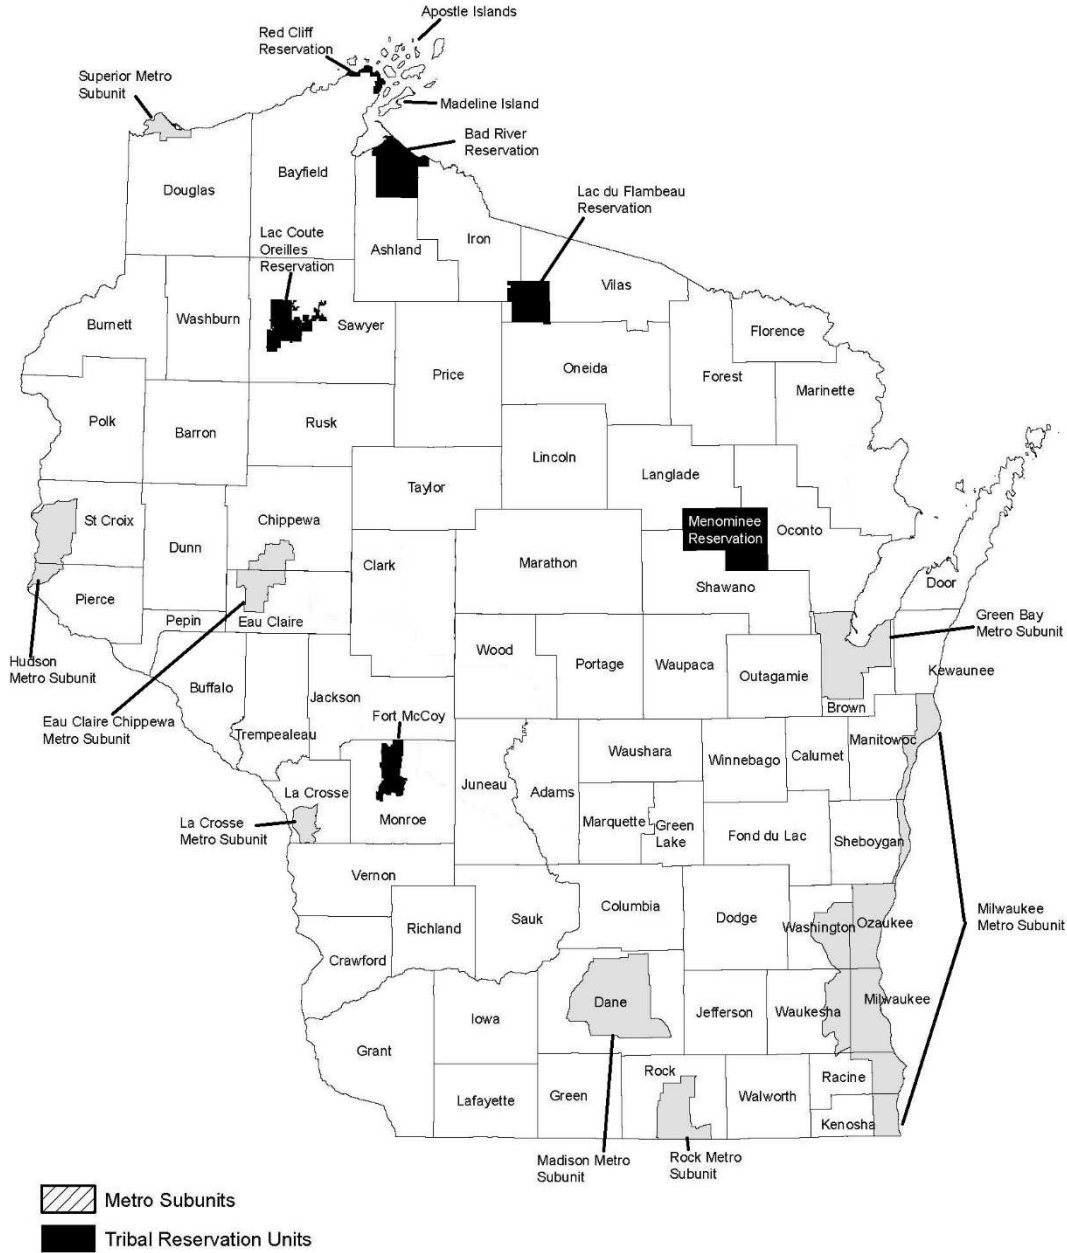 Apostle Islands
Red Cliff
Reservation
Superior Metro
Subunit
Madeline Island
Bad River
Reservation
Bayfield
Douglas
Lac du Flambeau
Reservation
Lac Coute
Oreilles
Reservation
Ashland
Iron
Vilas
Burnett
Washburn
Sawyer
Florence
Price
Oneida
Forest
Marinette
Polk
Barron
Rusk
Lincoln
Langlade
Taylor
St Croix
Chippewa
Menominee
Reservation
Oconto
Dunn
Clark
Marathon
Shawano
Door
Pierce
Pepin
Eau Claire
Green Bay
Metro Subunit
Hudson
Metro Subunit
Wood
Portage
Waupaca
Outagamie
Kewaunee
Buffalo
Jackson
Brown
Eau Claire Chippewa
Metro Subunit
Fort McCoy
Trempealeau
Manitowoc
Waushara
Winnebago
Calumet
La Crosse
Juneau
Adams
La Crosse
Metro Subunit
Monroe
Marquette
Green
Lake
Fond du Lac
Sheboygan
Vernon
Columbia
Dodge
Milwaukee
Metro Subunit
Richland
Sauk
Washington
Ozaukee
Crawford
Dane
Jefferson
Waukesha
Milwaukee
Iowa
Grant
Rock
Racine
Lafayette
Green
Walworth
Kenosha
Madison Metro
Subunit
Rock Metro
Subunit
Metro Subunits
Tribal Reservation Units